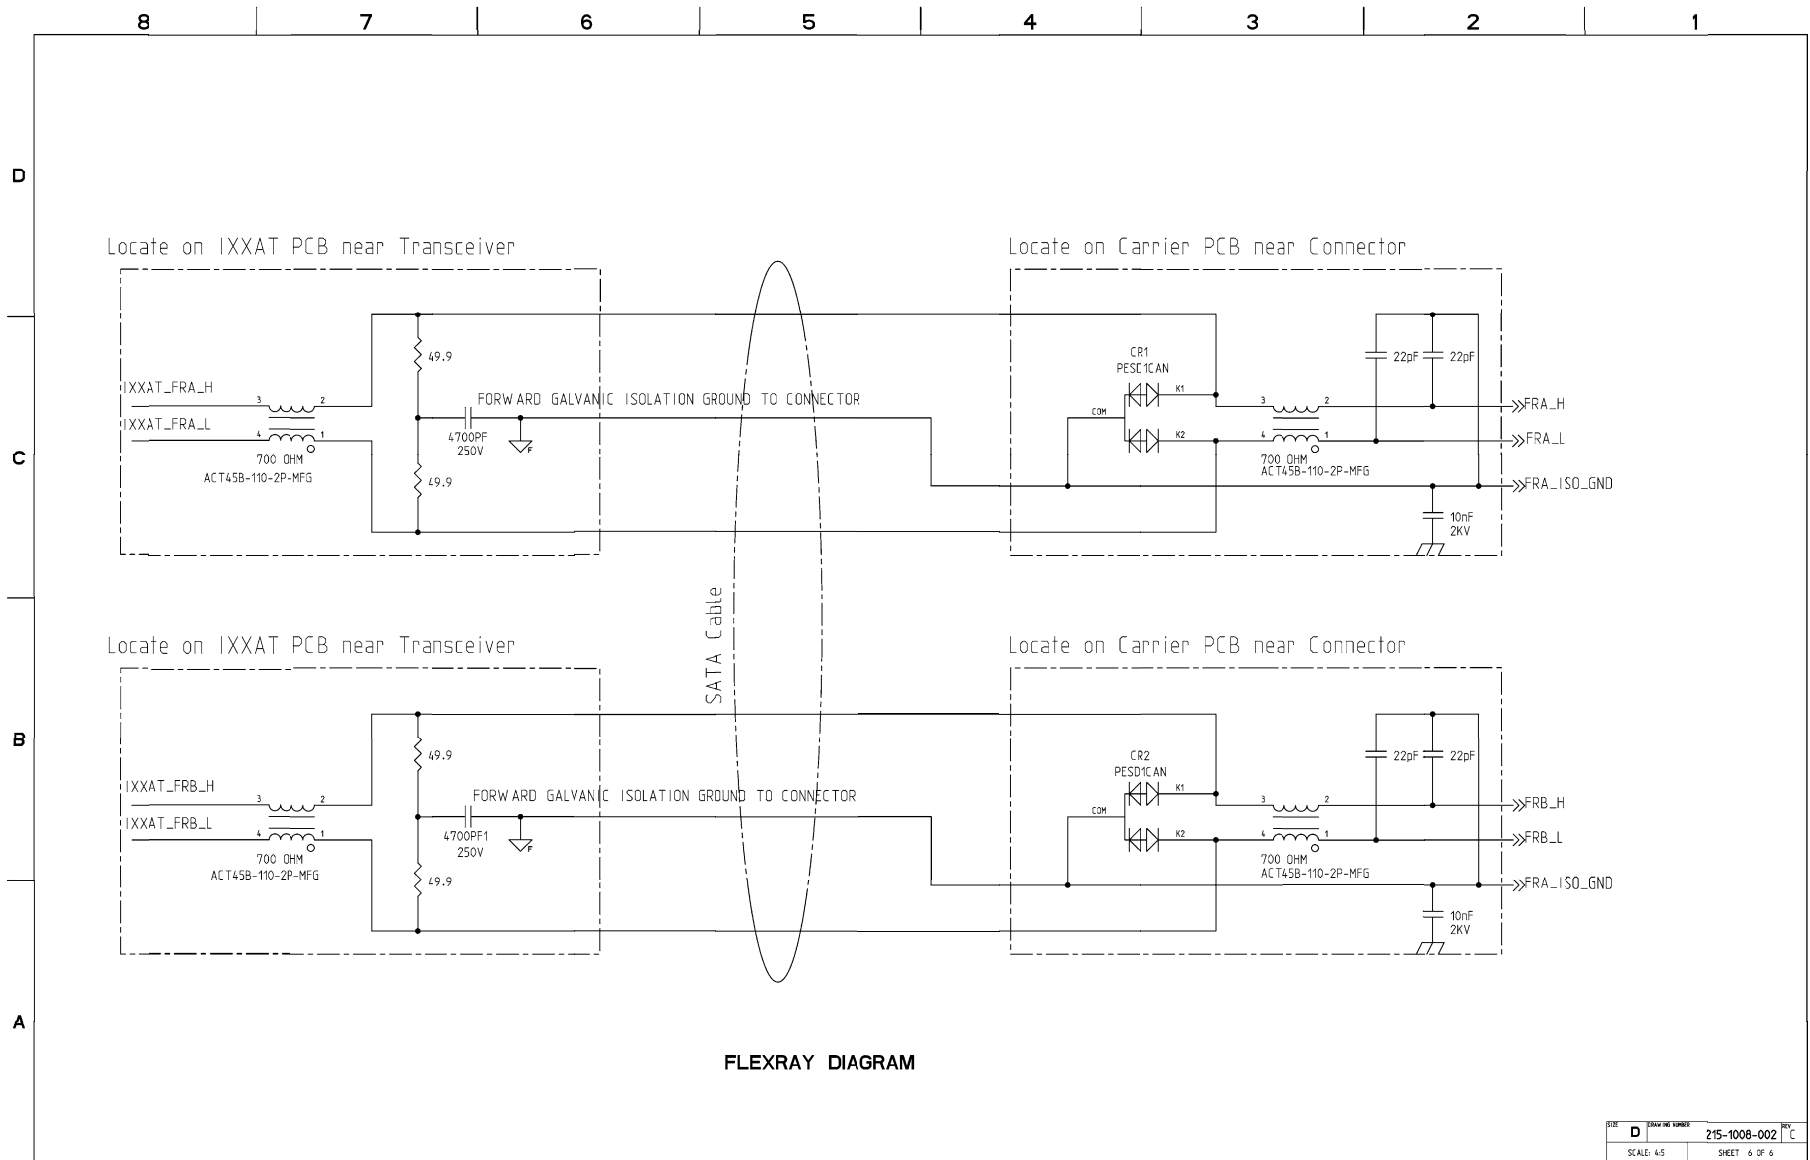 8 7 6 5 4 3 2 1
D
Locate on IXXAT PCB near Transceiver
Locate on Carrier PCB near Connector
49.9
22pF 22pF
CR1
PESD1CAN
IXXAT_FRA_H
K1
FORWARD GALVANIC ISOLATION GROUND TO CONNECTOR
3 2
3 2
FRA_H
COM
IXXAT_FRA_L
4 1
4700PF
250V
F
K2
4 1
FRA_L
C
700 OHM
ACT45B-110-2P-MFG
700 OHM
ACT45B-110-2P-MFG
49.9
FRA_ISO_GND
10nF
2KV
SATA Cable
Locate on IXXAT PCB near Transceiver
Locate on Carrier PCB near Connector
B
49.9
22pF 22pF
CR2
PESD1CAN
IXXAT_FRB_H
K1
FORWARD GALVANIC ISOLATION GROUND TO CONNECTOR
3 2
3 2
FRB_H
COM
IXXAT_FRB_L
4 1
4700PF1
250V
F
K2
4 1
FRB_L
700 OHM
ACT45B-110-2P-MFG
700 OHM
ACT45B-110-2P-MFG
49.9
FRA_ISO_GND
10nF
2KV
A
FLEXRAY DIAGRAM
SIZE D DRAWING NUMBER 215-1008-002 REV C
SCALE: 4:5 SHEET 6 OF 6